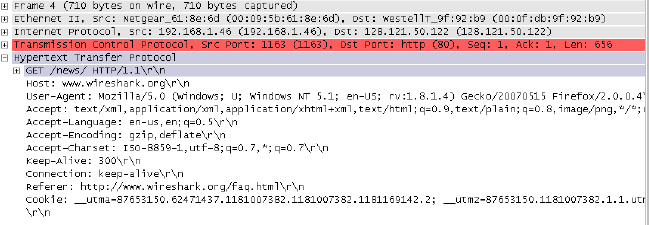 Frame 4 (710 bytes on wire, 710 bytes captured)
Ethernet II, Src: Netgear_61:8e:6d (00:09:5b:61:8e:6d), Dst: WestellT_9f:92:b9 (00:0f:db:9f:92:b9)
Internet Protocol, Src: 192.168.1.46 (192.168.1.46), Dst: 128.121.50.122 (128.121.50.122)
Transmission Control Protocol, Src Port: 1163 (1163), Dst Port: http (80), Seq: 1, Ack: 1, Len: 656
Hypertext Transfer Protocol
GET /news/ HTTP/1.1\r\n
Host: www.wireshark.org\r\n
User-Agent: Mozilla/5.0 (Windows; U; Windows NT 5.1; en-US; rv:1.8.1.4) Gecko/20070515 Firefox/2.0.0.4\
Accept: text/xml,application/xml,application/xhtml+xml,text/html;q=0.9,text/plain;q=0.8,image/png,*/*;
Accept-Language: en-us,en;q=0.5\r\n
Accept-Encoding: gzip,deflate\r\n
Accept-Charset: ISO-8859-1,utf-8;q=0.7,*;q=0.7\r\n
Keep-Alive: 300\r\n
Connection: keep-alive\r\n
Referer: http://www.wireshark.org/faq.html\r\n
Cookie: __utma=87653150.62471437.1181007382.1181007382.1181169142.2; __utmz=87653150.1181007382.1.1.utm
\r\n